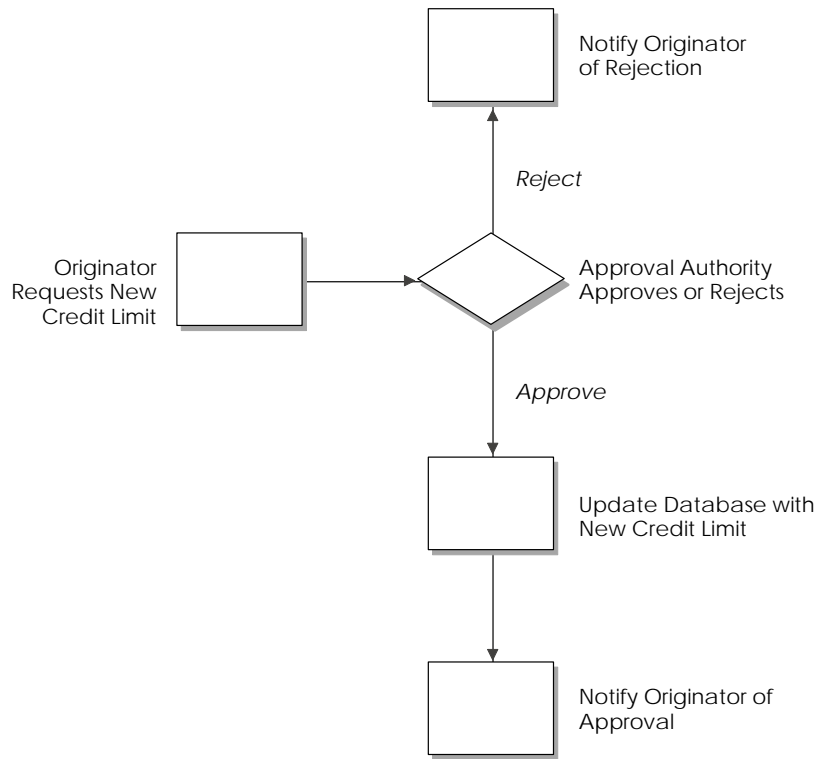 Notify Originator
of Rejection
Reject
Originator
Requests New
Credit Limit
Approval Authority
Approves or Rejects
Approve
Update Database with
New Credit Limit
Notify Originator of
Approval